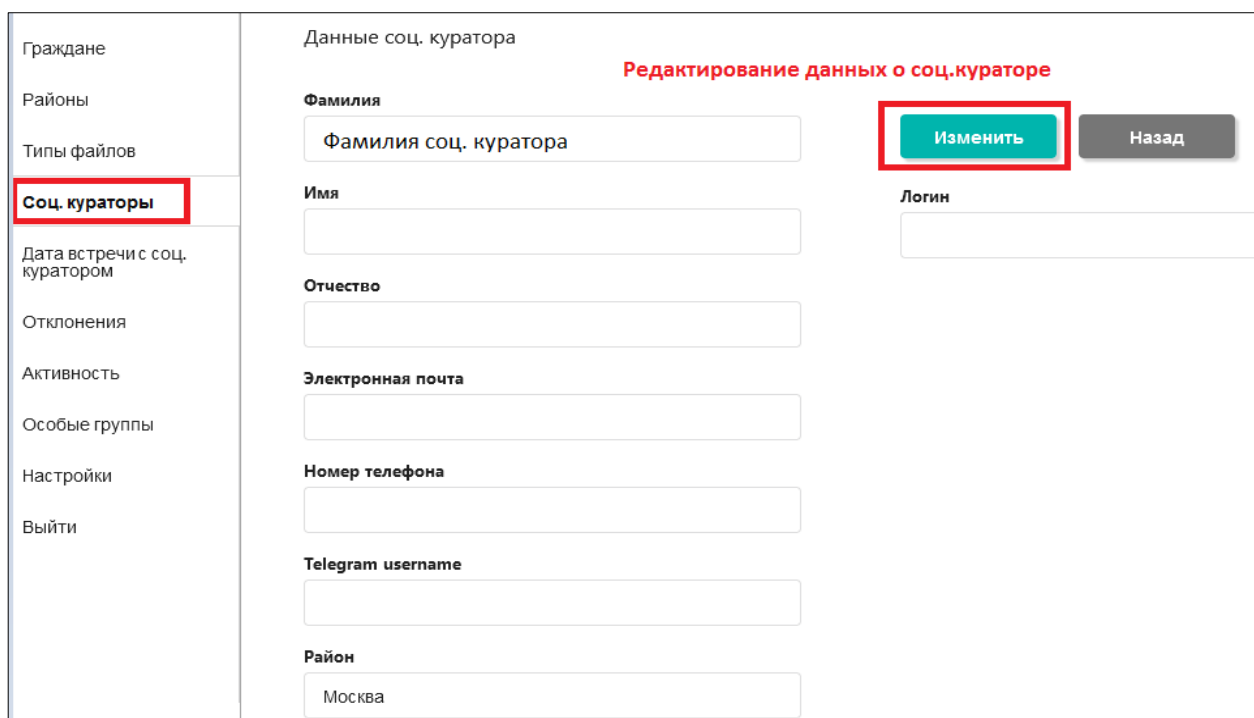 Граждане
Районы
Типы файлов
Соц. кураторы
Дата встречи с соц.
куратором
Отклонения
Активность
Особые группы
Настройки
Выйти
Данные соц. куратора
Редактирование данных о соц.кураторе
Фамилия
Фамилия соц. куратора
Изменить
Назад
Имя
Логин
Отчество
Электронная почта
Номер телефона
Telegram username
Район
Москва